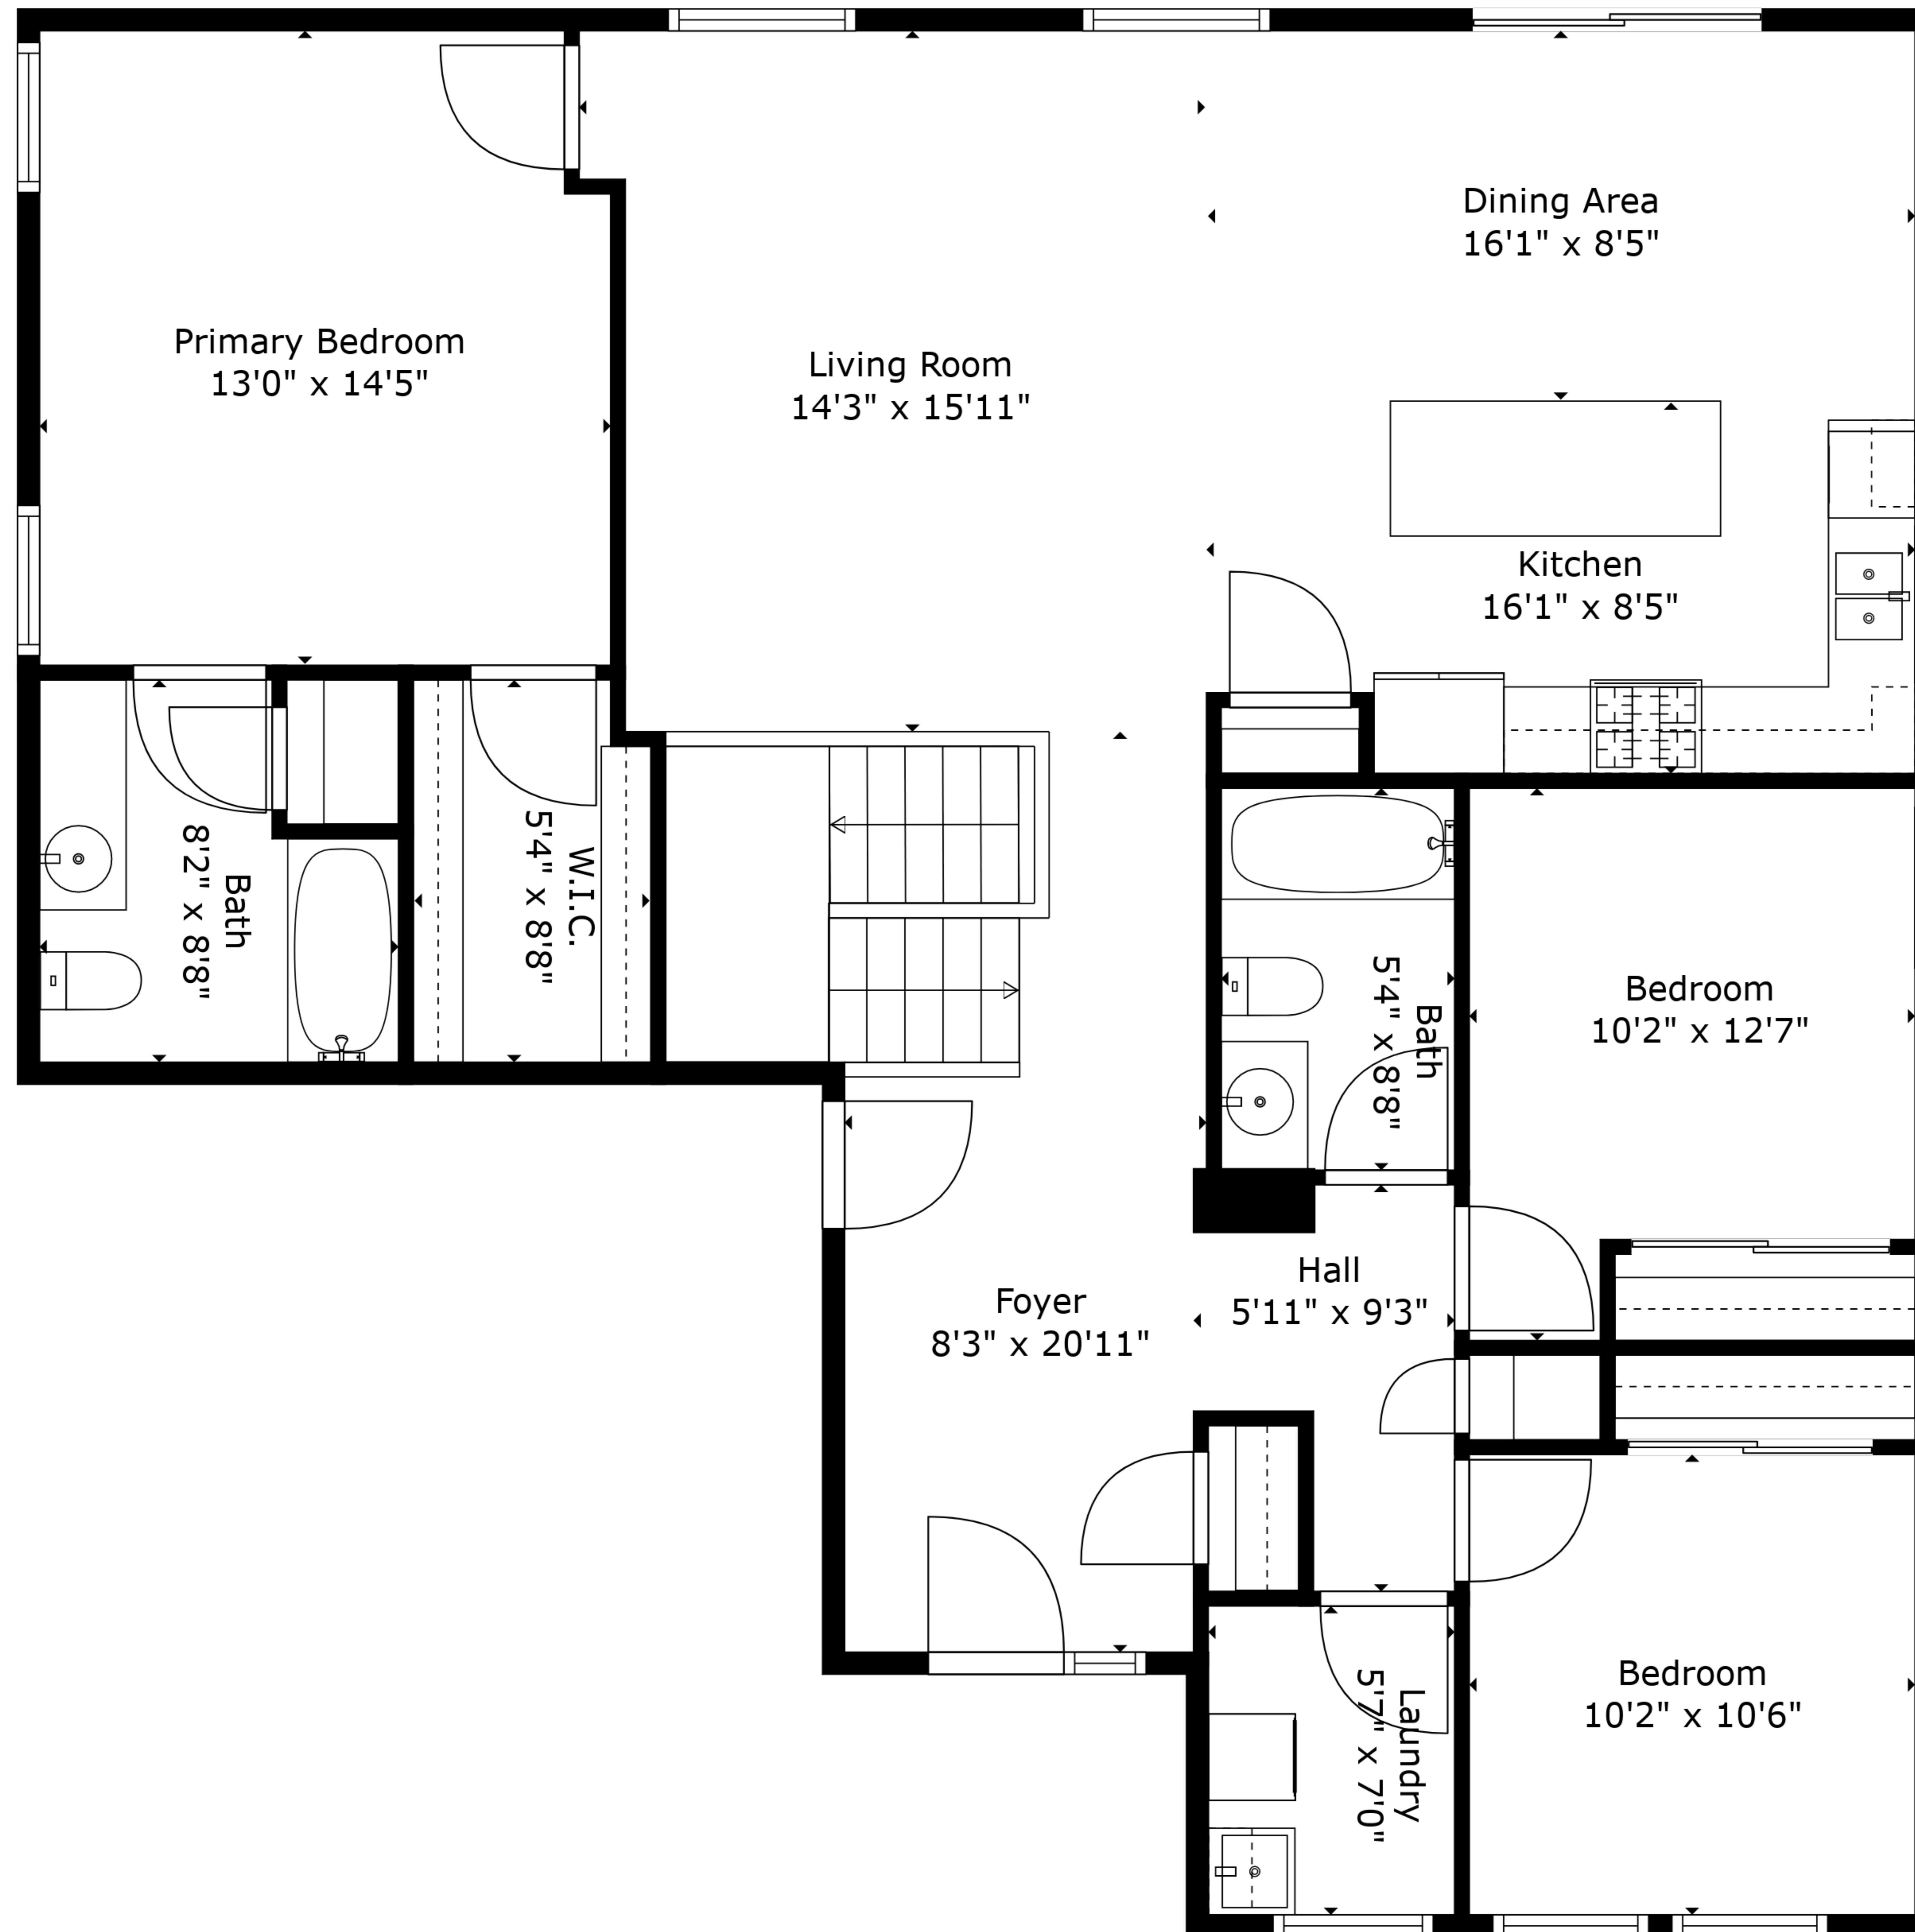 Dining Area
16'1" x 8'5"
Primary Bedroom
13'0" x 14'5"
Living Room
14'3" x 15'11"
Kitchen
16'1" x 8'5"
Bath
8'2" x 8'8"
W.I.C.
5'4" x 8'8"
Bath
5'4" x 8'8"
Bedroom
10'2" x 12'7"
Hall
5'11" x 9'3"
Foyer
8'3" x 20'11"
Laundry
5'7" x 7'0"
Bedroom
10'2" x 10'6"